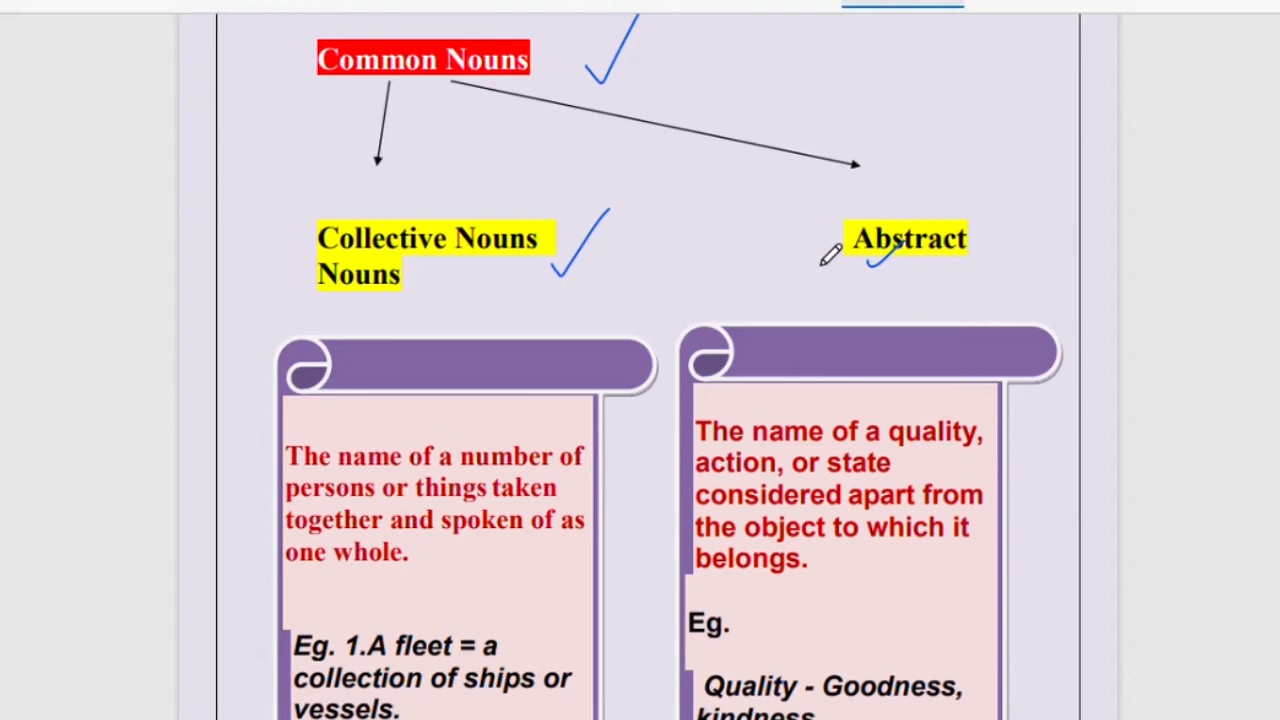 Common Nouns
Collective Nouns Abstract
Nouns
The name of a number of
persons or things taken
together and spoken of as
one whole.
Eg. 1.A fleet = a
collection of ships or
vessels.
The name of a quality,
action, or state
considered apart from
the object to which it
belongs.
Eg.
Quality - Goodness,
kindness